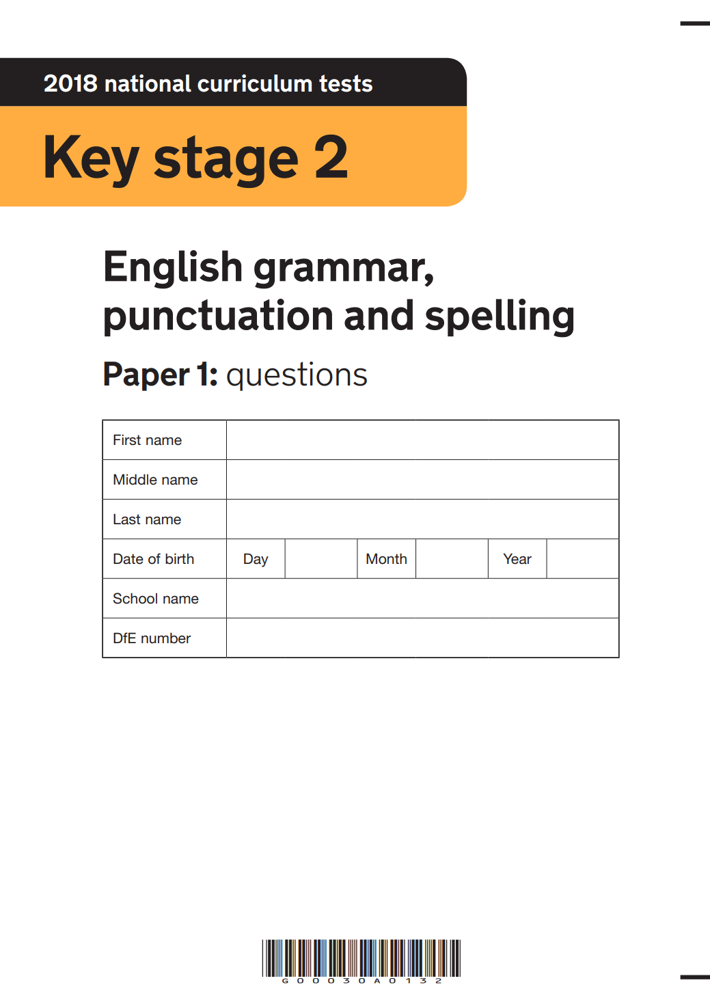 2018 national curriculum tests
Key stage 2
English grammar,
punctuation and spelling
Paper 1: questions
First name
Middle name
Last name
Date of birth Day Month Year
School name
DfE number
G00030A0132